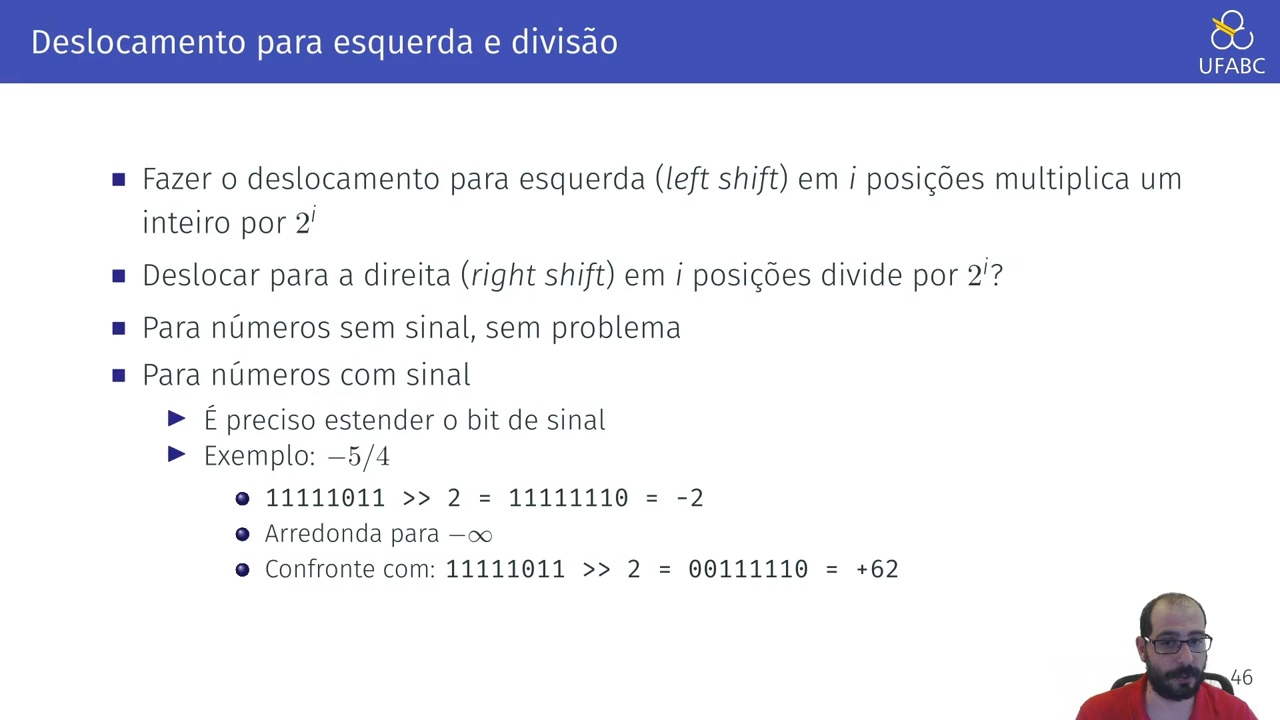 Deslocamento para esquerda e divisão
UFABC
Fazer o deslocamento para esquerda (left shift) em i posições multiplica um
inteiro por 2^i
Deslocar para a direita (right shift) em i posições divide por 2^i?
Para números sem sinal, sem problema
Para números com sinal
É preciso estender o bit de sinal
Exemplo: −5/4
11111011 >> 2 = 11111110 = -2
Arredonda para −∞
Confronte com: 11111011 >> 2 = 00111110 = +62
46